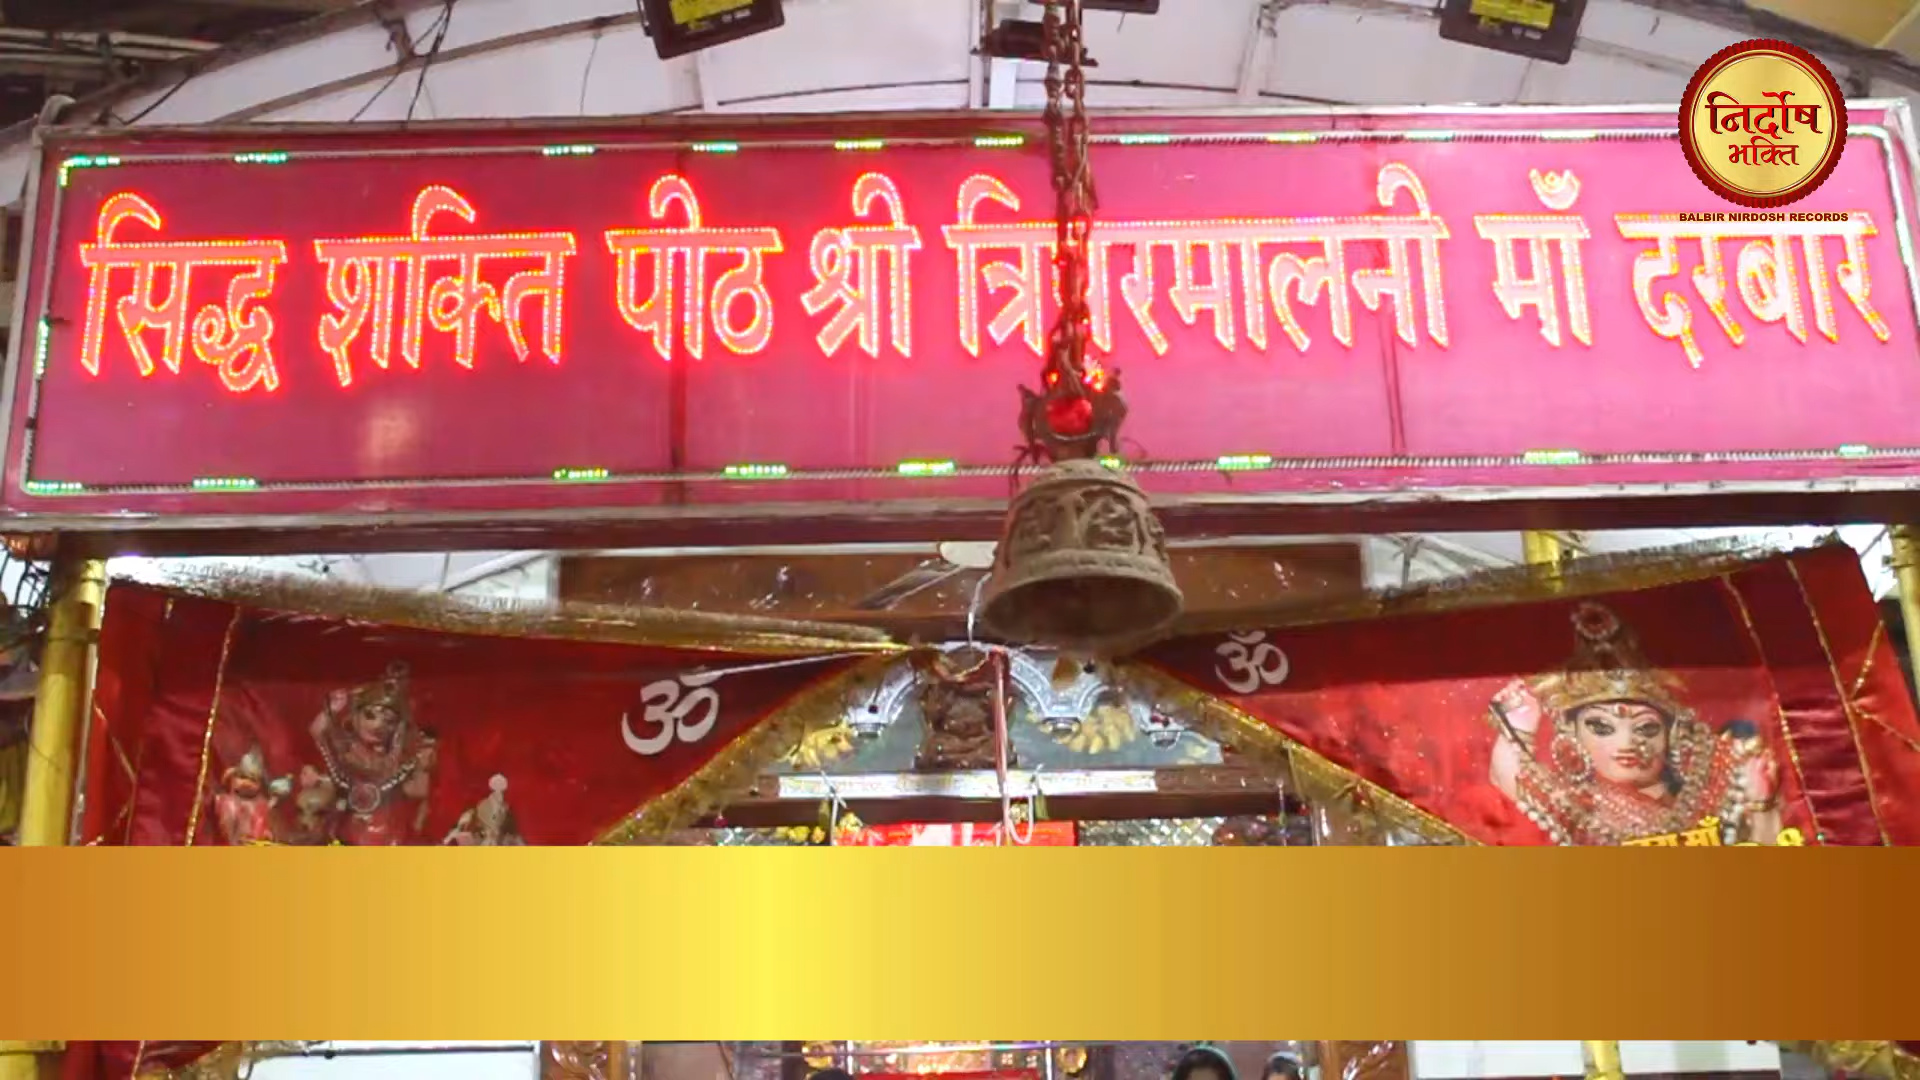 सिद्ध शक्ति पीठ श्री त्रिपुरमालनी माँ दरबार
निर्दोष
भक्ति
BALBIR NIRDOSH RECORDS
ॐ
ॐ